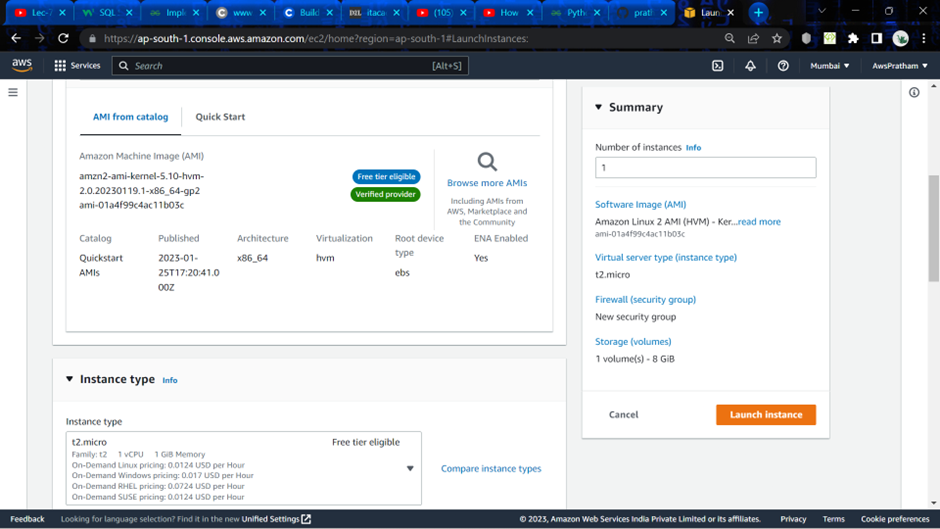 Lec-
SQL S
Imple
www
Build
itaca
(105)
How
Pyth
prat
Laun
https://ap-south-1.console.aws.amazon.com/ec2/home?region=ap-south-1#LaunchInstances:
aws
Services
Search
[Alt+S]
Mumbai
AwsPratham
AMI from catalog
Quick Start
Amazon Machine Image (AMI)
amzn2-ami-kernel-5.10-hvm-
2.0.20230119.1-x86_64-gp2
ami-01a4f99c4ac11b03c
Free tier eligible
Verified provider
Browse more AMIs
Including AMIs from
AWS, Marketplace and
the Community
Catalog
Published
Architecture
Virtualization
Root device
type
ENA Enabled
Quickstart
AMIs
2023-01-
25T17:20:41.0
00Z
x86_64
hvm
ebs
Yes
Instance type Info
Instance type
t2.micro
Free tier eligible
Family: t2 1 vCPU 1 GiB Memory
On-Demand Linux pricing: 0.0124 USD per Hour
On-Demand Windows pricing: 0.017 USD per Hour
On-Demand RHEL pricing: 0.0724 USD per Hour
On-Demand SUSE pricing: 0.0124 USD per Hour
Compare instance types
Summary
Number of instances Info
1
Software Image (AMI)
Amazon Linux 2 AMI (HVM) - Ker...read more
ami-01a4f99c4ac11b03c
Virtual server type (instance type)
t2.micro
Firewall (security group)
New security group
Storage (volumes)
1 volume(s) - 8 GiB
Cancel
Launch instance
Feedback
Looking for language selection? Find it in the new Unified Settings
© 2023, Amazon Web Services India Private Limited or its affiliates.
Privacy
Terms
Cookie preferences